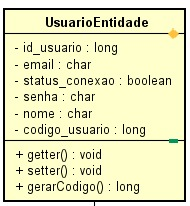 UsuarioEntidade
- id_usuario : long
- email : char
- status_conexao : boolean
- senha : char
- nome : char
- codigo_usuario : long
+ getter() : void
+ setter() : void
+ gerarCodigo() : long